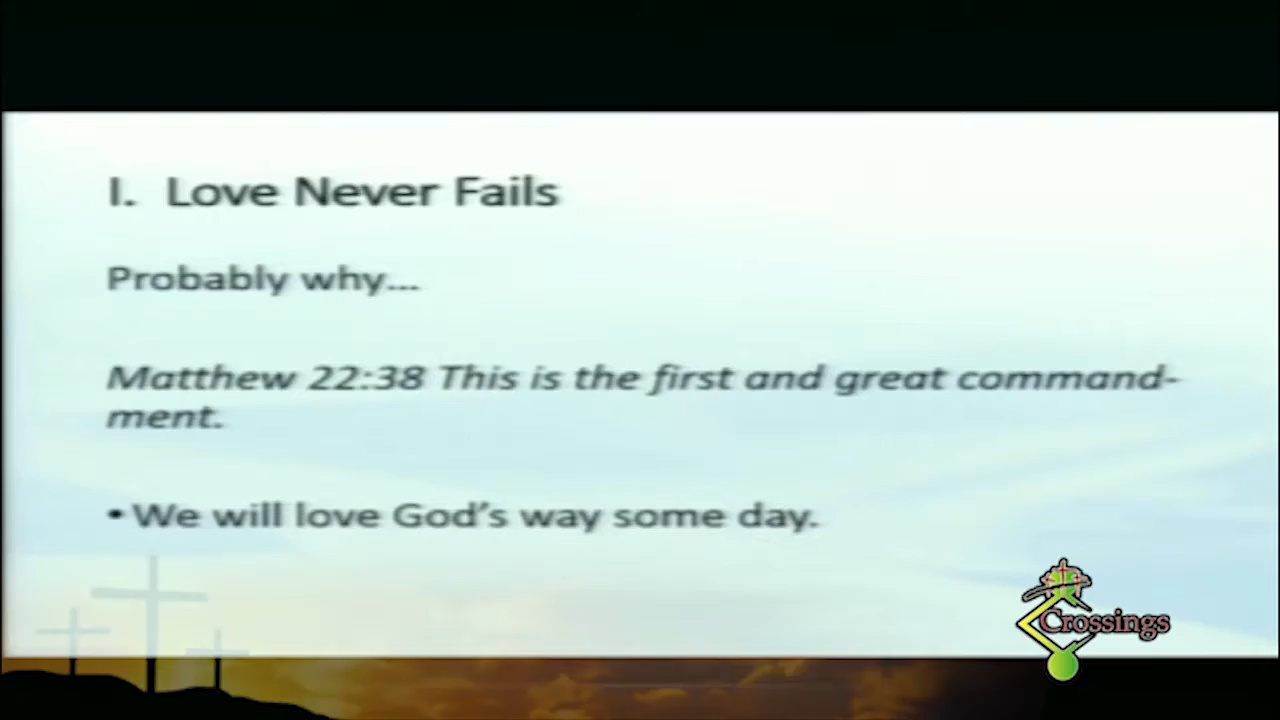 I. Love Never Fails
Probably why...
Matthew 22:38 This is the first and great command-
ment.
• We will love God's way some day.
Crossings